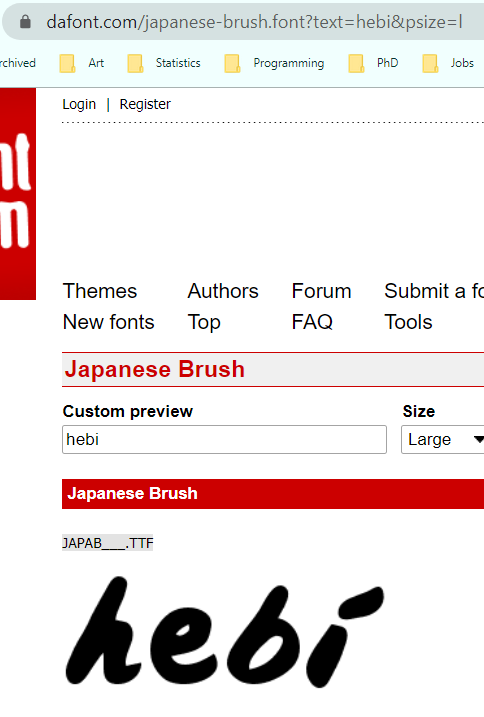 dafont.com/japanese-brush.font?text=hebi&psize=l
rchived Art Statistics Programming PhD Jobs
Login | Register
nt
m
Themes Authors Forum Submit a fo
New fonts Top FAQ Tools
Japanese Brush
Custom preview Size
hebi Large
Japanese Brush
JAPAB___.TTF
hebi